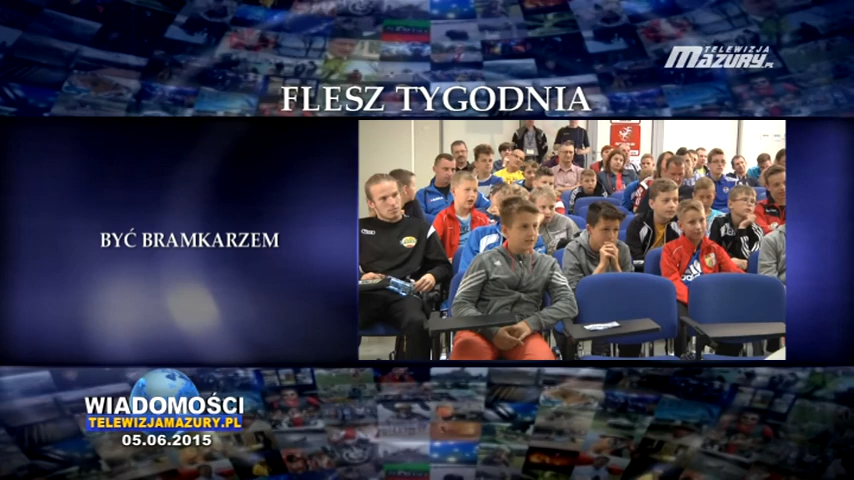 TELEWIZJA
MAZURY.PL
FLESZ TYGODNIA
BYĆ BRAMKARZEM
WIADOMOŚCI
TELEWIZJAMAZURY.PL
05.06.2015